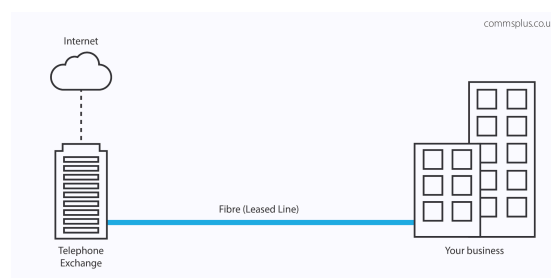 commsplus.co.u
Internet
Fibre (Leased Line)
Telephone
Exchange
Your business